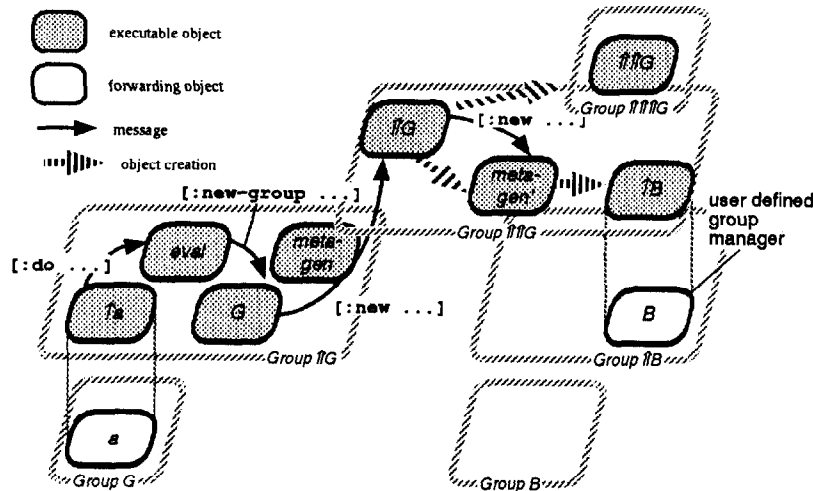 executable object
forwarding object
message
object creation
⇑⇑G
Group ⇑⇑⇑G
⇑G
[:new ...]
meta-
gen'
↑B
Group ⇑⇑G
user defined
group
manager
[:new-group ...]
eval
meta-
gen
[:do ...]
↑a
G
[:new ...]
Group ⇑G
B
Group ⇑B
a
Group G
Group B